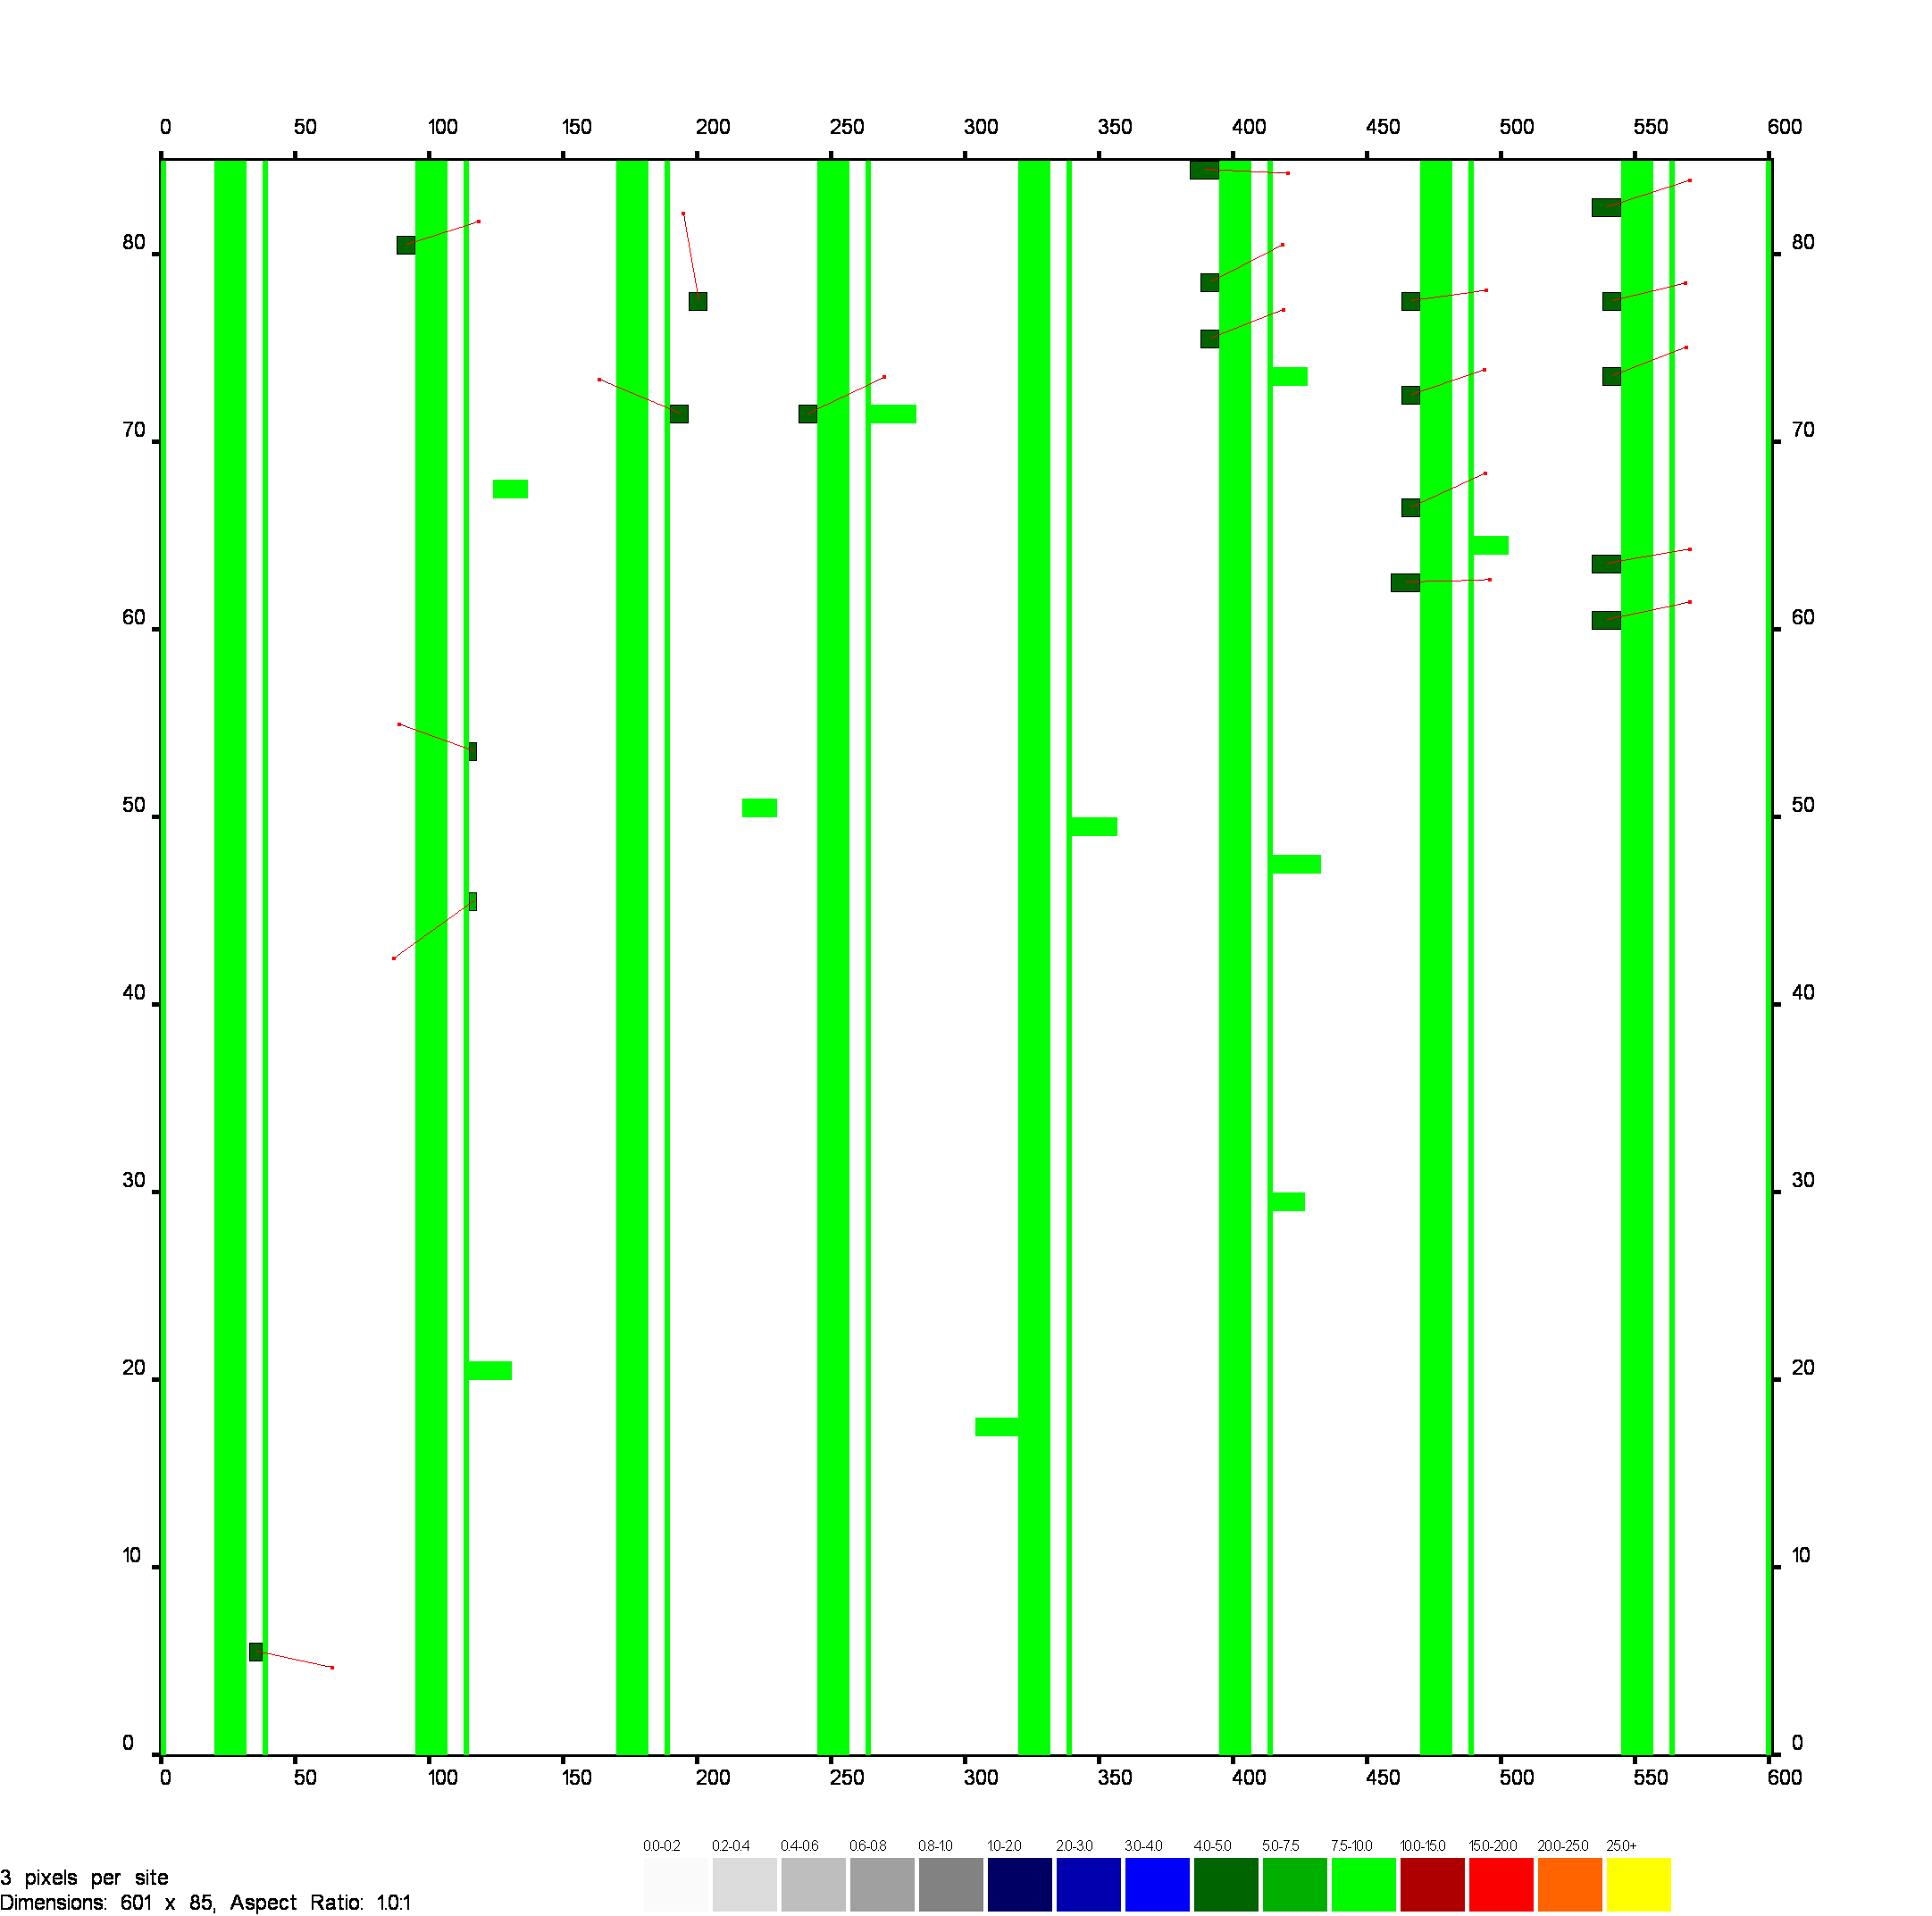 0 50 100 150 200 250 300 350 400 450 500 550 600
80 80
70 70
60 60
50 50
40 40
30 30
20 20
10 10
0 0
0 50 100 150 200 250 300 350 400 450 500 550 600
0.0-0.2 0.2-0.4 0.4-0.6 0.6-0.8 0.8-1.0 1.0-2.0 2.0-3.0 3.0-4.0 4.0-5.0 5.0-7.5 7.5-10.0 10.0-15.0 15.0-20.0 20.0-25.0 25.0+
3 pixels per site
Dimensions: 601 x 85, Aspect Ratio: 1.0:1